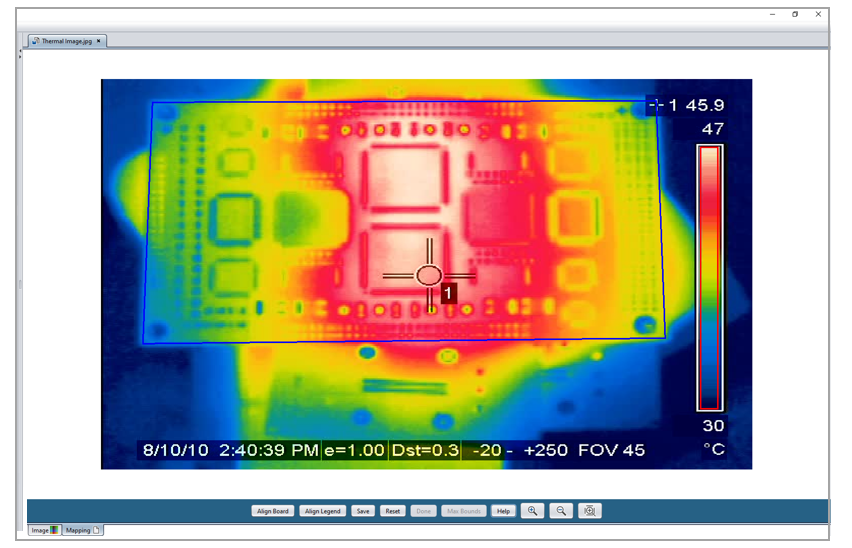 Thermal Image.jpg
1 45.9
47
1
30
°C
8/10/10 2:40:39 PM e=1.00 Dst=0.3 -20 - +250 FOV 45
Align Board Align Legend Save Reset Done Max Bounds Help
Image Mapping